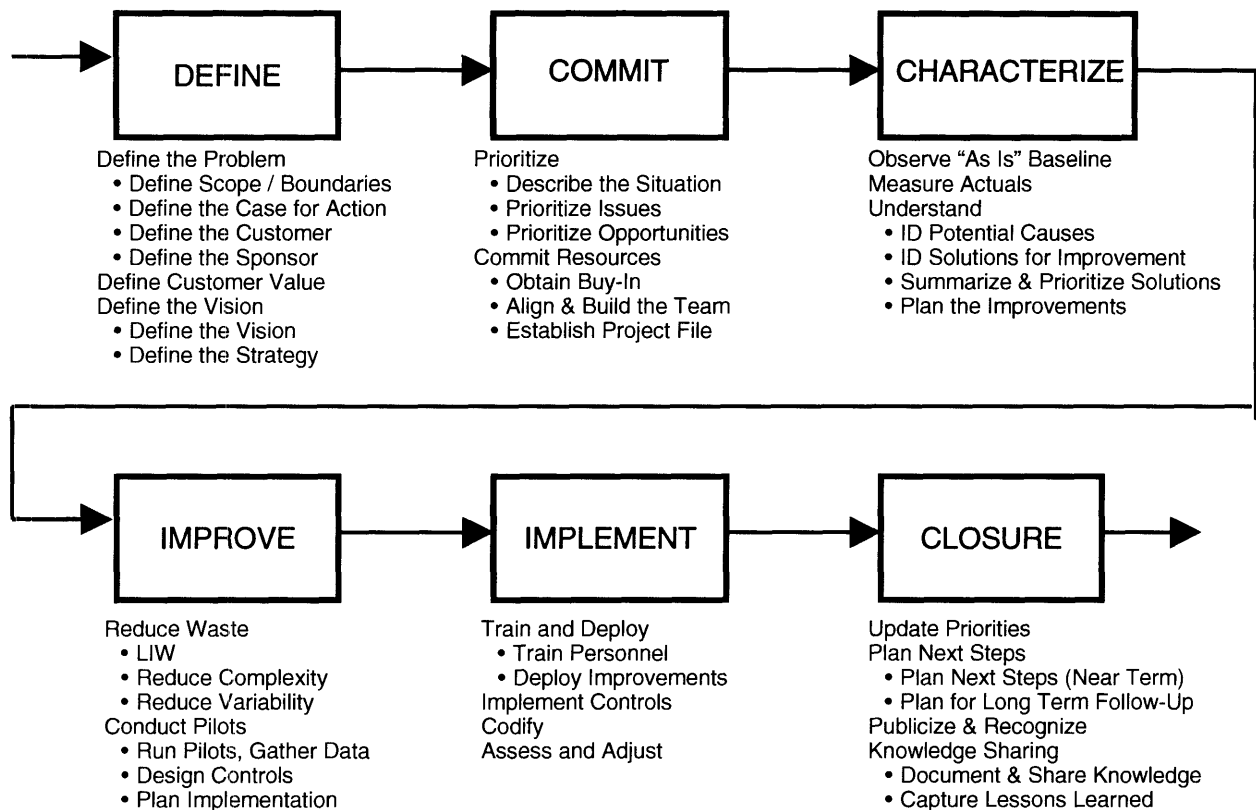 DEFINE
Define the Problem
• Define Scope / Boundaries
• Define the Case for Action
• Define the Customer
• Define the Sponsor
Define Customer Value
Define the Vision
• Define the Vision
• Define the Strategy
COMMIT
Prioritize
• Describe the Situation
• Prioritize Issues
• Prioritize Opportunities
Commit Resources
• Obtain Buy-In
• Align & Build the Team
• Establish Project File
CHARACTERIZE
Observe “As Is” Baseline
Measure Actuals
Understand
• ID Potential Causes
• ID Solutions for Improvement
• Summarize & Prioritize Solutions
• Plan the Improvements
IMPROVE
Reduce Waste
• LIW
• Reduce Complexity
• Reduce Variability
Conduct Pilots
• Run Pilots, Gather Data
• Design Controls
• Plan Implementation
IMPLEMENT
Train and Deploy
• Train Personnel
• Deploy Improvements
Implement Controls
Codify
Assess and Adjust
CLOSURE
Update Priorities
Plan Next Steps
• Plan Next Steps (Near Term)
• Plan for Long Term Follow-Up
Publicize & Recognize
Knowledge Sharing
• Document & Share Knowledge
• Capture Lessons Learned